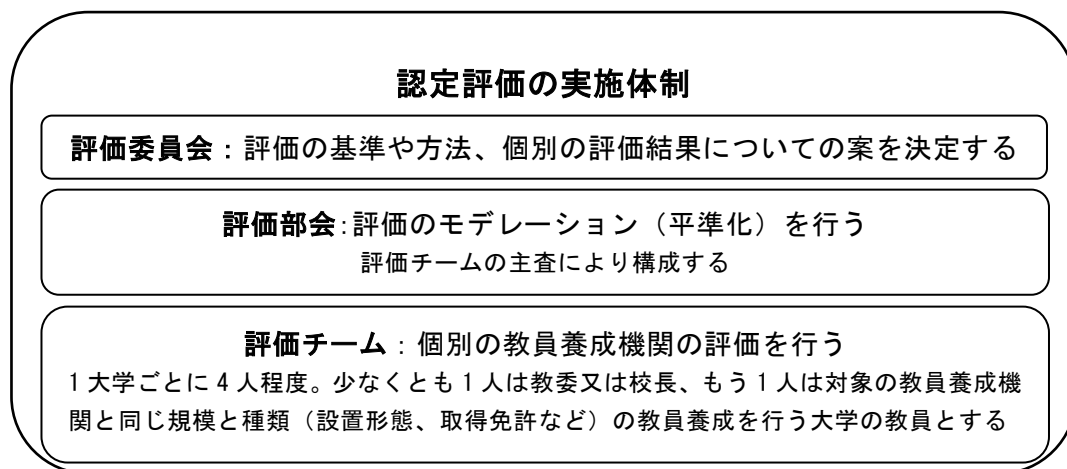 認定評価の実施体制
評価委員会：評価の基準や方法、個別の評価結果についての案を決定する
評価部会：評価のモデレーション（平準化）を行う
評価チームの主査により構成する
評価チーム：個別の教員養成機関の評価を行う
1 大学ごとに 4 人程度。少なくとも 1 人は教委又は校長、もう 1 人は対象の教員養成機
関と同じ規模と種類（設置形態、取得免許など）の教員養成を行う大学の教員とする